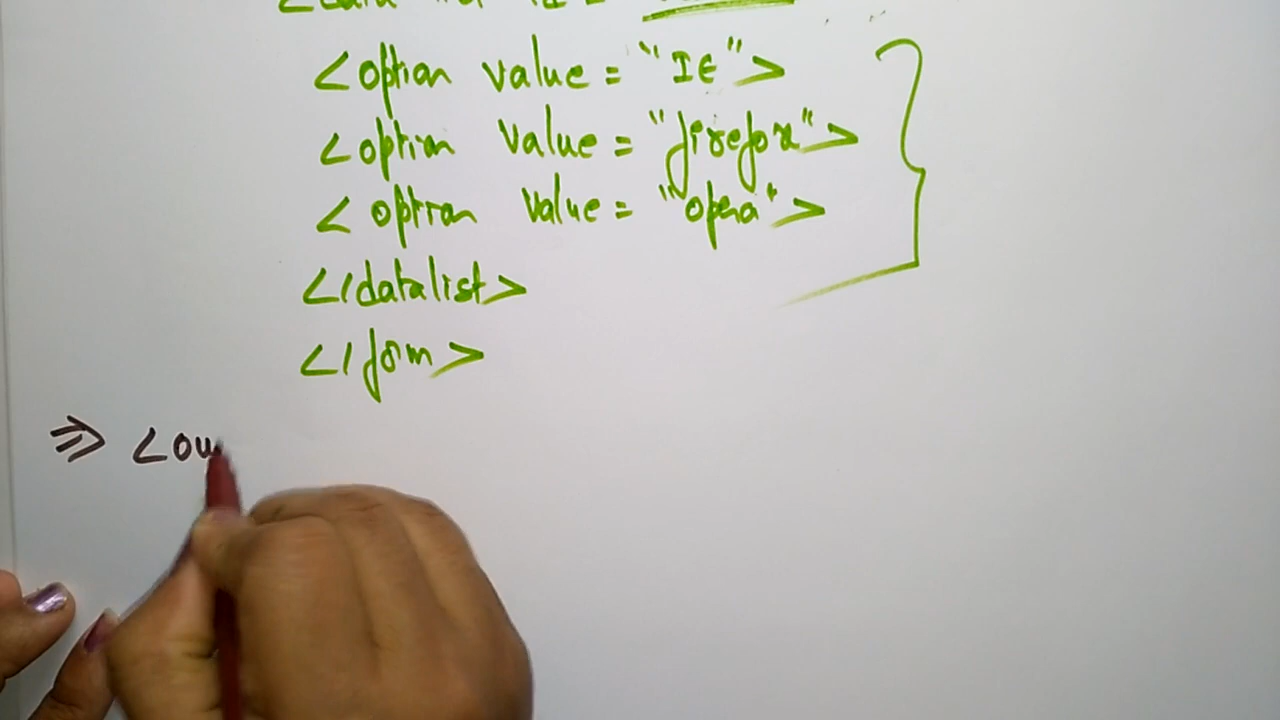 <option value = "IE">
<option value = "firefox">
<option value = "opera">
</datalist>
</form>
=> <ou